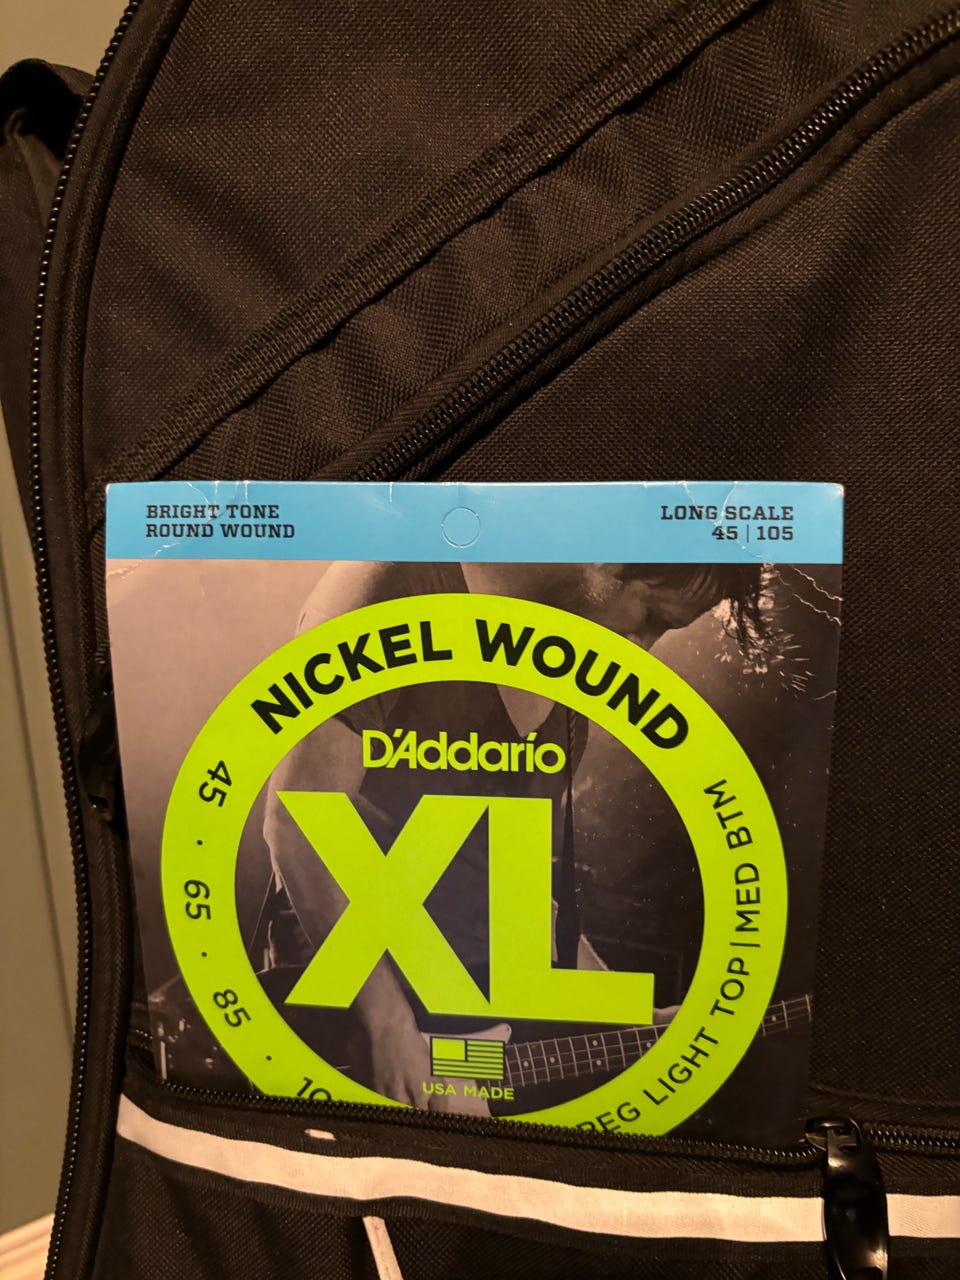 BRIGHT TONE
ROUND WOUND
LONG SCALE
45 | 105
NICKEL WOUND
D'Addario
XL
45 · 65 · 85 ·
REG LIGHT TOP | MED BTM
USA MADE